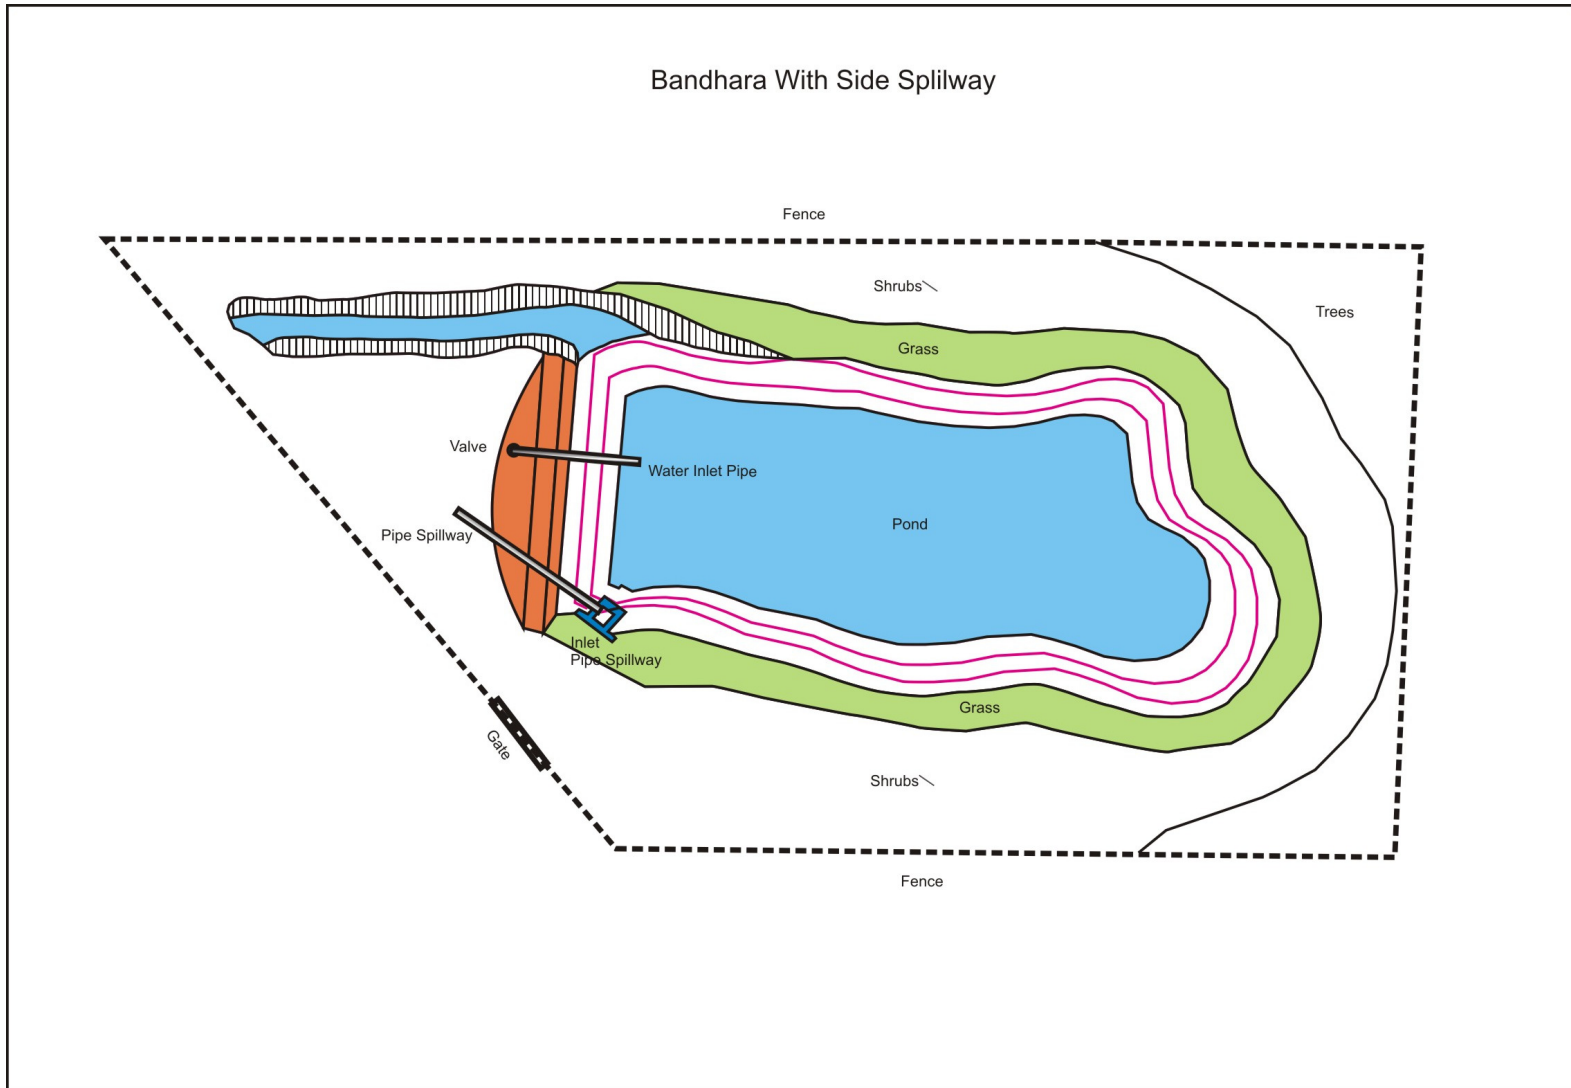 Bandhara With Side Splilway
Fence
Shrubs
Trees
Grass
Valve
Water Inlet Pipe
Pond
Pipe Spillway
Inlet
Pipe Spillway
Grass
Gate
Shrubs
Fence